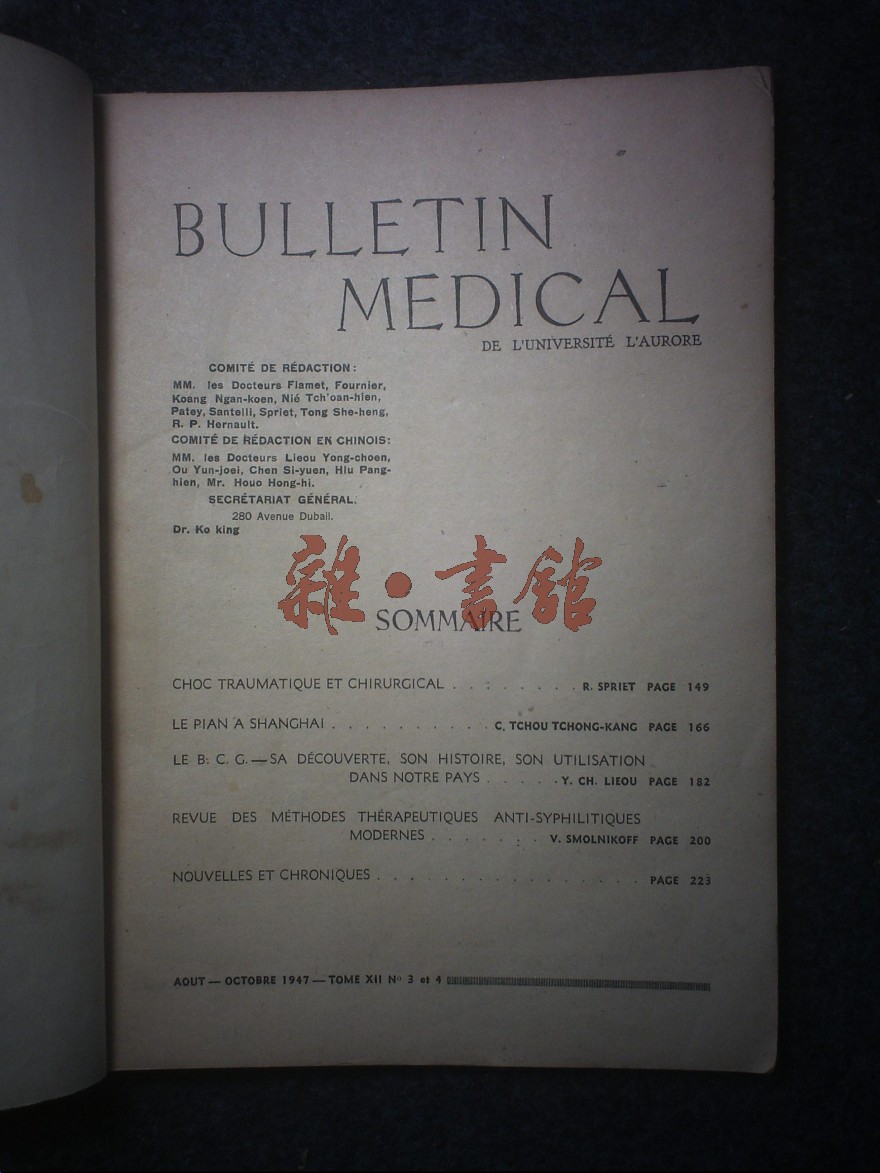 BULLETIN
MEDICAL
DE L'UNIVERSITÉ L'AURORE
COMITÉ DE RÉDACTION:
MM. les Docteurs Flamet, Fournier,
Koang Ngan-koen, Nié Tch'oan-hien,
Patey, Santelli, Spriet, Tong She-heng,
R. P. Hernault.
COMITÉ DE RÉDACTION EN CHINOIS:
MM. les Docteurs Lieou Yong-choen,
Ou Yun-joei, Chen Si-yuen, Hiu Pang-
hien, Mr. Houo Hong-hi.
SECRÉTARIAT GÉNÉRAL.
280 Avenue Dubail.
Dr. Ko king
雜·書館
SOMMAIRE
CHOC TRAUMATIQUE ET CHIRURGICAL . . . . . . . . R. SPRIET PAGE 149
LE PIAN A SHANGHAI . . . . . . . . . . C. TCHOU TCHONG-KANG PAGE 166
LE B. C. G.—SA DÉCOUVERTE, SON HISTOIRE, SON UTILISATION
DANS NOTRE PAYS . . . . . Y. CH. LIEOU PAGE 182
REVUE DES MÉTHODES THÉRAPEUTIQUES ANTI-SYPHILITIQUES
MODERNES . . . . . . . V. SMOLNIKOFF PAGE 200
NOUVELLES ET CHRONIQUES . . . . . . . . . . . . . . . . . PAGE 223
AOUT — OCTOBRE 1947 — TOME XII Nº 3 et 4